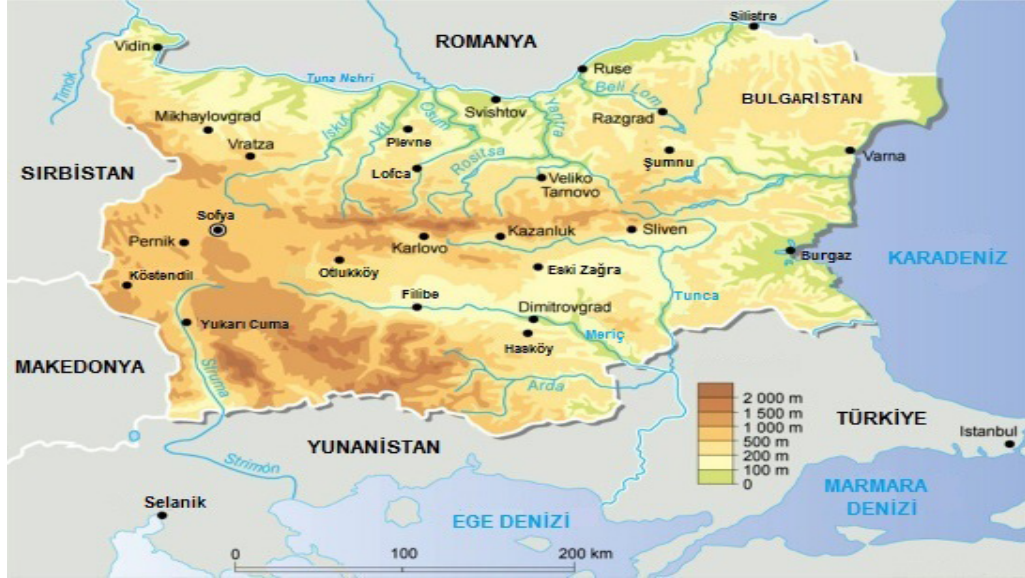 Silistre
ROMANYA
Vidin
Ruse
Tuna Nehri
Timok
Beli Lom
Svishtov
BULGARİSTAN
Iskur
Vit
Osum
Yantra
Razgrad
Mikhaylovgrad
Plevne
Vratza
Rositsa
Şumnu
Varna
SIRBİSTAN
Lofca
Veliko
Tarnovo
Sofya
Pernik
Karlovo
Kazanluk
Sliven
Burgaz
KARADENİZ
Otlukköy
Eski Zağra
Köstendil
Filibe
Tunca
Dimitrovgrad
Yukarı Cuma
Meriç
Hasköy
MAKEDONYA
Struma
Arda
2 000 m
1 500 m
1 000 m
500 m
200 m
100 m
0
TÜRKİYE
Istanbul
YUNANİSTAN
Strimón
Selanik
EGE DENİZİ
MARMARA
DENİZİ
0 100 200 km